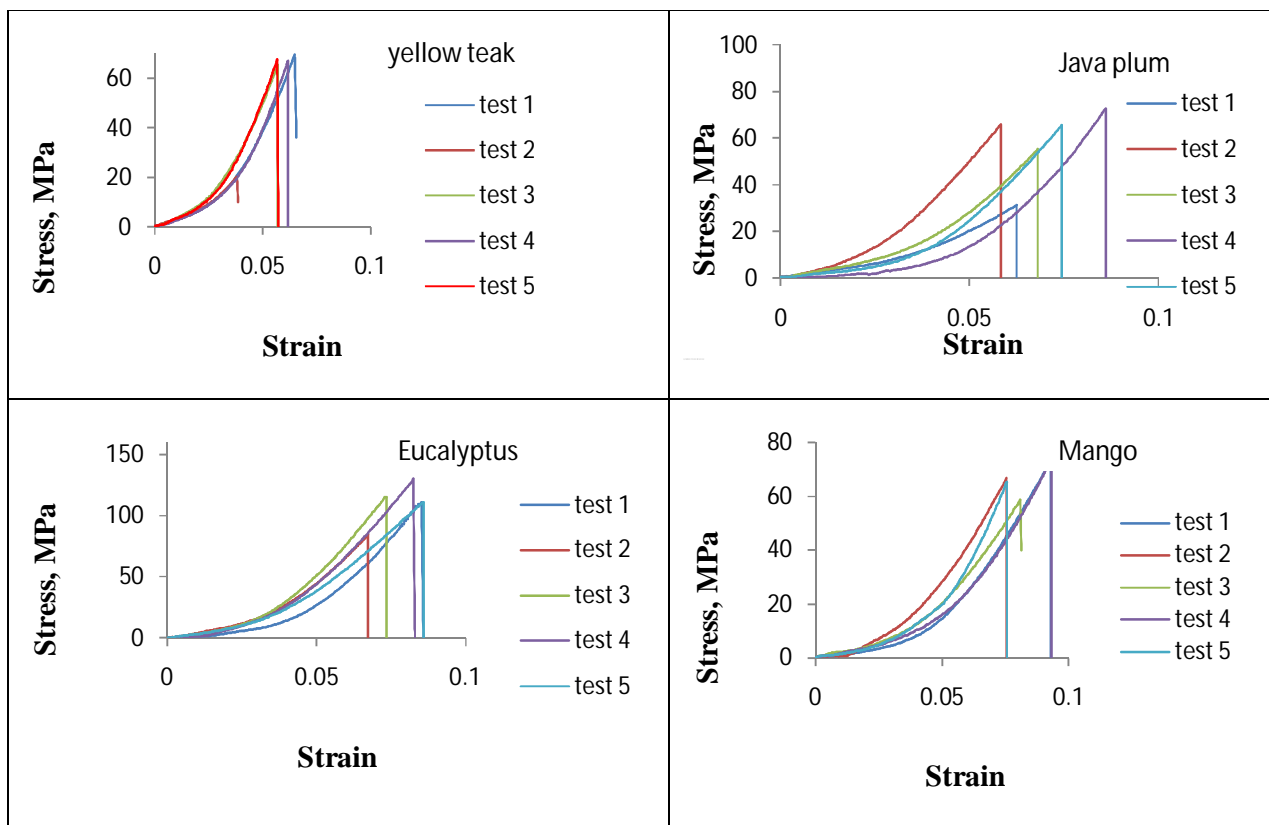 yellow teak
60
40
20
0
0
0.05
0.1
test 1
test 2
test 3
test 4
test 5
Stress, MPa
Strain
Java plum
100
80
60
40
20
0
0
0.05
0.1
test 1
test 2
test 3
test 4
test 5
Stress, MPa
Strain
Eucalyptus
150
100
50
0
0
0.05
0.1
test 1
test 2
test 3
test 4
test 5
Stress, MPa
Strain
Mango
80
60
40
20
0
0
0.05
0.1
test 1
test 2
test 3
test 4
test 5
Stress, MPa
Strain